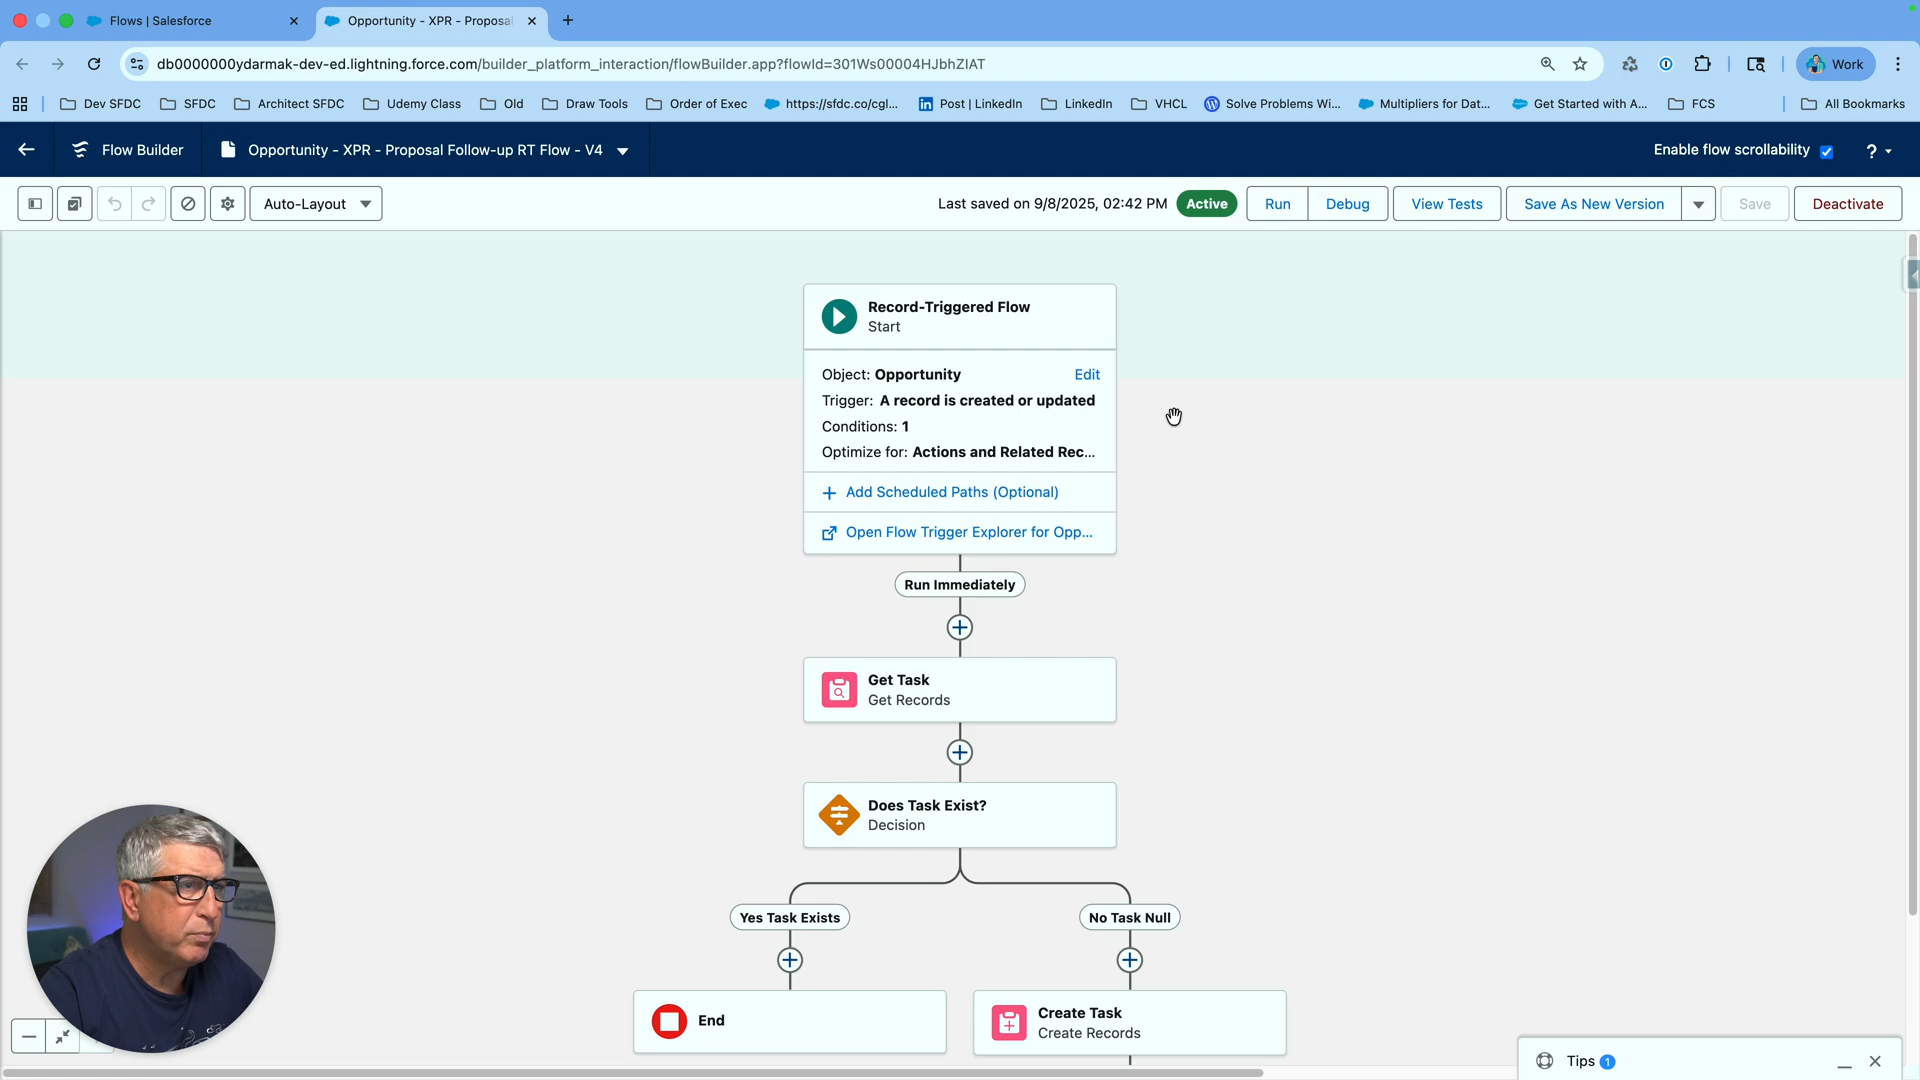 Flows | Salesforce
Opportunity - XPR - Proposal
db0000000ydarmak-dev-ed.lightning.force.com/builder_platform_interaction/flowBuilder.app?flowId=301Ws00004HJbhZIAT
Work
Dev SFDC
SFDC
Architect SFDC
Udemy Class
Old
Draw Tools
Order of Exec
https://sfdc.co/cgl...
Post | LinkedIn
LinkedIn
VHCL
Solve Problems Wi...
Multipliers for Dat...
Get Started with A...
FCS
All Bookmarks
Flow Builder
Opportunity - XPR - Proposal Follow-up RT Flow - V4
Enable flow scrollability
?
Auto-Layout
Last saved on 9/8/2025, 02:42 PM
Active
Run
Debug
View Tests
Save As New Version
Save
Deactivate
Record-Triggered Flow
Start
Object: Opportunity
Edit
Trigger: A record is created or updated
Conditions: 1
Optimize for: Actions and Related Rec...
Add Scheduled Paths (Optional)
Open Flow Trigger Explorer for Opp...
Run Immediately
Get Task
Get Records
Does Task Exist?
Decision
Yes Task Exists
No Task Null
End
Create Task
Create Records
Tips 1